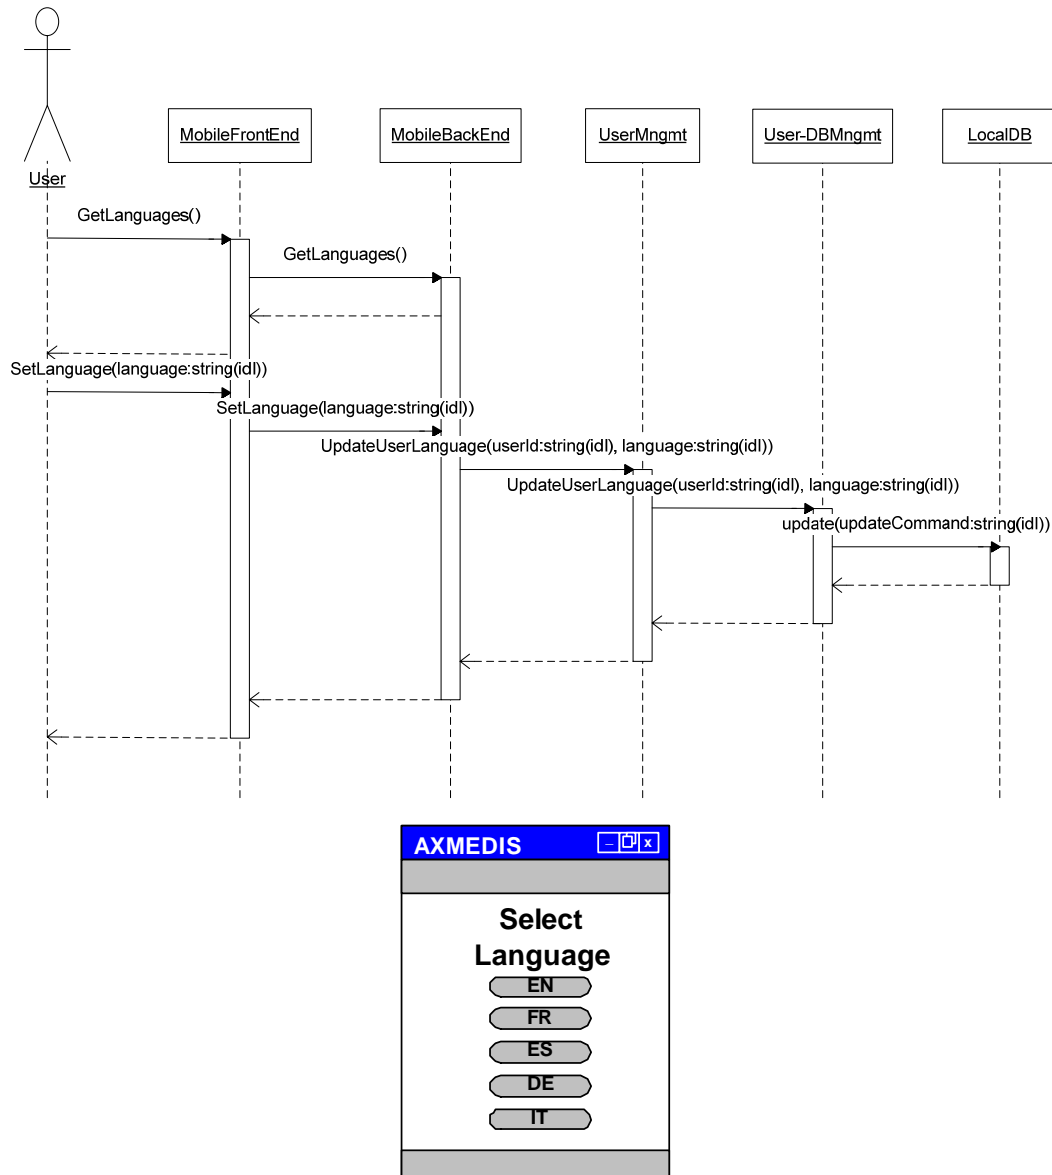 MobileFrontEnd
MobileBackEnd
UserMngmt
User-DBMngmt
LocalDB
User
GetLanguages()
GetLanguages()
SetLanguage(language:string(idl))
SetLanguage(language:string(idl))
UpdateUserLanguage(userId:string(idl), language:string(idl))
UpdateUserLanguage(userId:string(idl), language:string(idl))
update(updateCommand:string(idl))
AXMEDIS
Select
Language
EN
FR
ES
DE
IT